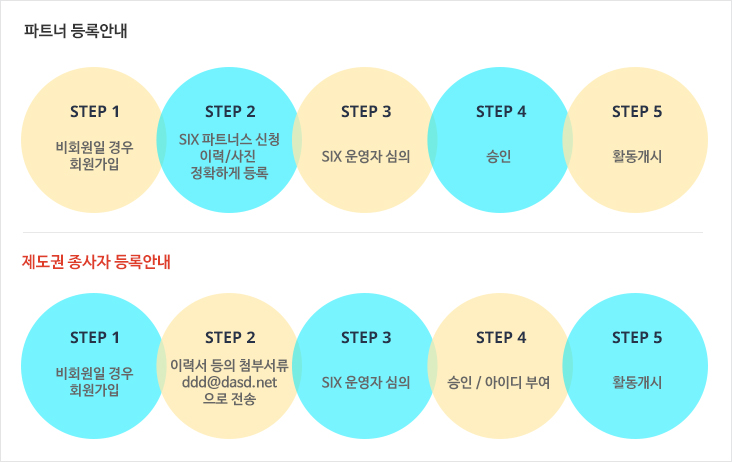 파트너 등록안내
STEP 1
비회원일 경우
회원가입
STEP 2
SIX 파트너스 신청
이력/사진
정확하게 등록
STEP 3
SIX 운영자 심의
STEP 4
승인
STEP 5
활동개시
제도권 종사자 등록안내
STEP 1
비회원일 경우
회원가입
STEP 2
이력서 등의 첨부서류
ddd@dasd.net
으로 전송
STEP 3
SIX 운영자 심의
STEP 4
승인 / 아이디 부여
STEP 5
활동개시